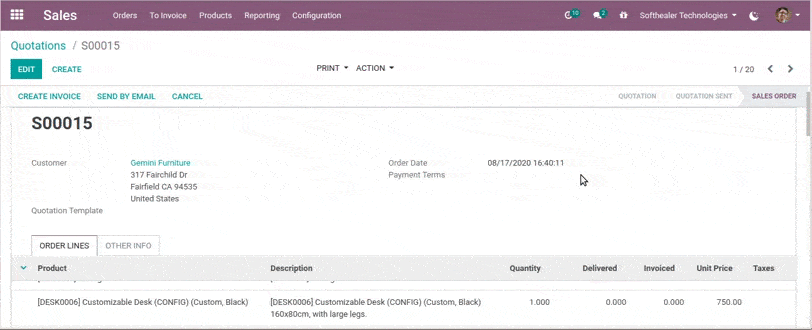 Sales Orders To Invoice Products Reporting Configuration 10 2 Softhealer Technologies
Quotations / S00015
EDIT CREATE PRINT ACTION 1 / 20
CREATE INVOICE SEND BY EMAIL CANCEL QUOTATION QUOTATION SENT SALES ORDER
S00015
Customer Gemini Furniture Order Date 08/17/2020 16:40:11
317 Fairchild Dr Payment Terms
Fairfield CA 94535
United States
Quotation Template
ORDER LINES OTHER INFO
Product Description Quantity Delivered Invoiced Unit Price Taxes
[DESK0006] Customizable Desk (CONFIG) (Custom, Black) [DESK0006] Customizable Desk (CONFIG) (Custom, Black) 1.000 0.000 0.000 750.00
160x80cm, with large legs.